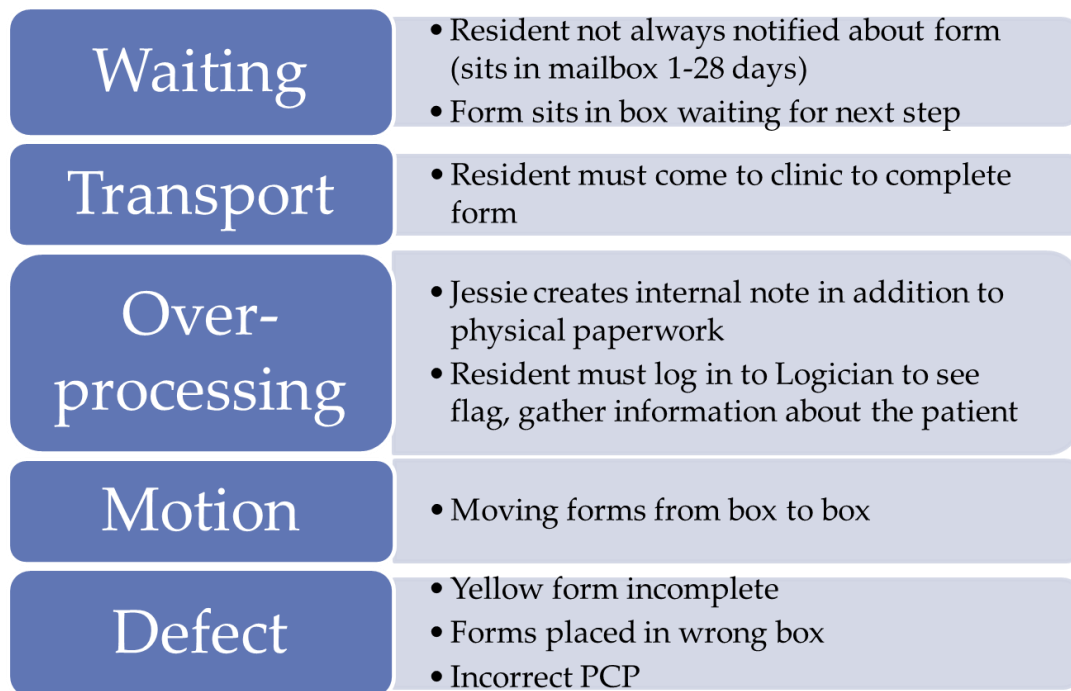 Waiting
• Resident not always notified about form
(sits in mailbox 1-28 days)
• Form sits in box waiting for next step
Transport
• Resident must come to clinic to complete
form
Over-
processing
• Jessie creates internal note in addition to
physical paperwork
• Resident must log in to Logician to see
flag, gather information about the patient
Motion
• Moving forms from box to box
Defect
• Yellow form incomplete
• Forms placed in wrong box
• Incorrect PCP